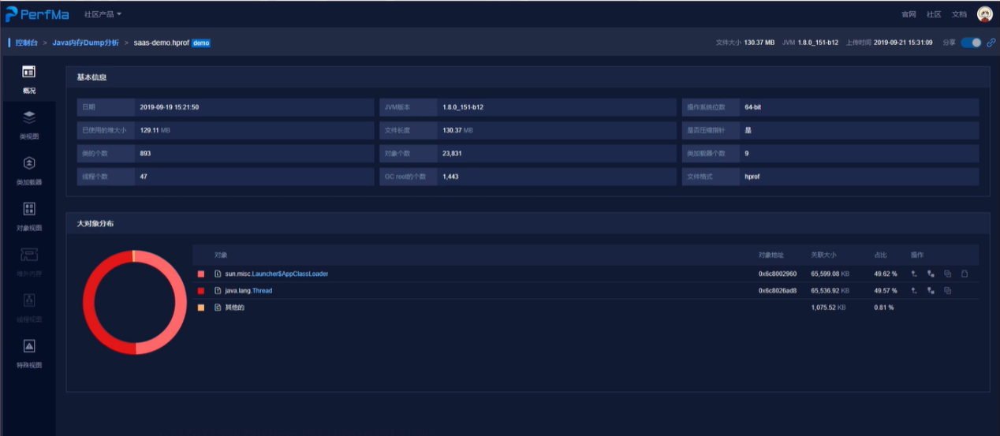 PerfMa 社区产品 官网 社区 文档
控制台 > Java内存Dump分析 > saas-demo.hprof demo 文件大小 130.37 MB JVM 1.8.0_151-b12 上传时间 2019-09-21 15:31:09 分享
概况
类视图
类加载器
对象视图
堆外内存
线程视图
特殊视图
基本信息
日期 2019-09-19 15:21:50 JVM版本 1.8.0_151-b12 操作系统位数 64-bit
已使用的堆大小 129.11 MB 文件长度 130.37 MB 是否压缩指针 是
类的个数 893 对象个数 23,831 类加载器个数 9
线程个数 47 GC root的个数 1,443 文件格式 hprof
大对象分布
对象 对象地址 关联大小 占比 操作
sun.misc.Launcher$AppClassLoader 0x6c8002960 65,599.08 KB 49.62 %
java.lang.Thread 0x6c8026ad8 65,536.92 KB 49.57 %
其他的 1,075.52 KB 0.81 %